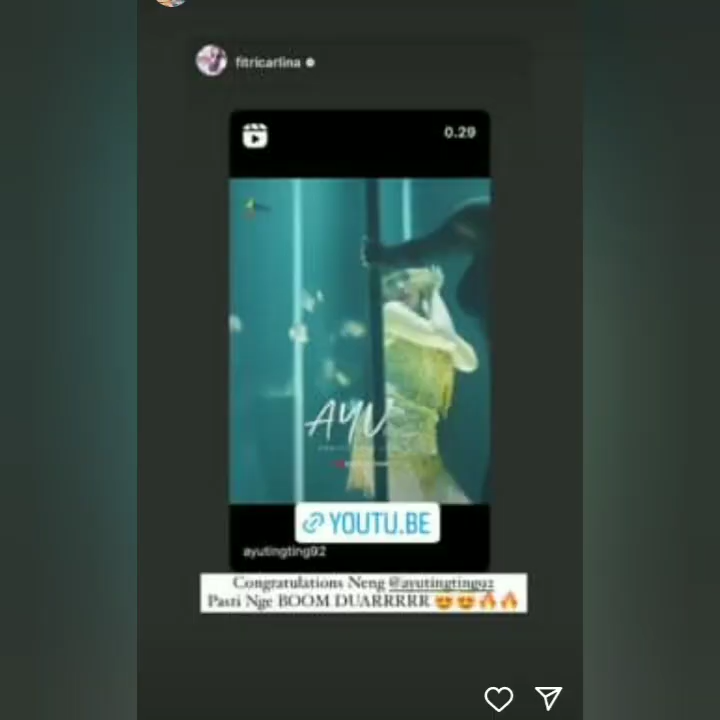 fitricarlina
0.29
AYU
YOUTU.BE
ayutingting92
Congratulations Neng @ayutingting92
Pasti Nge BOOM DUARRRRR 😍😍🔥🔥